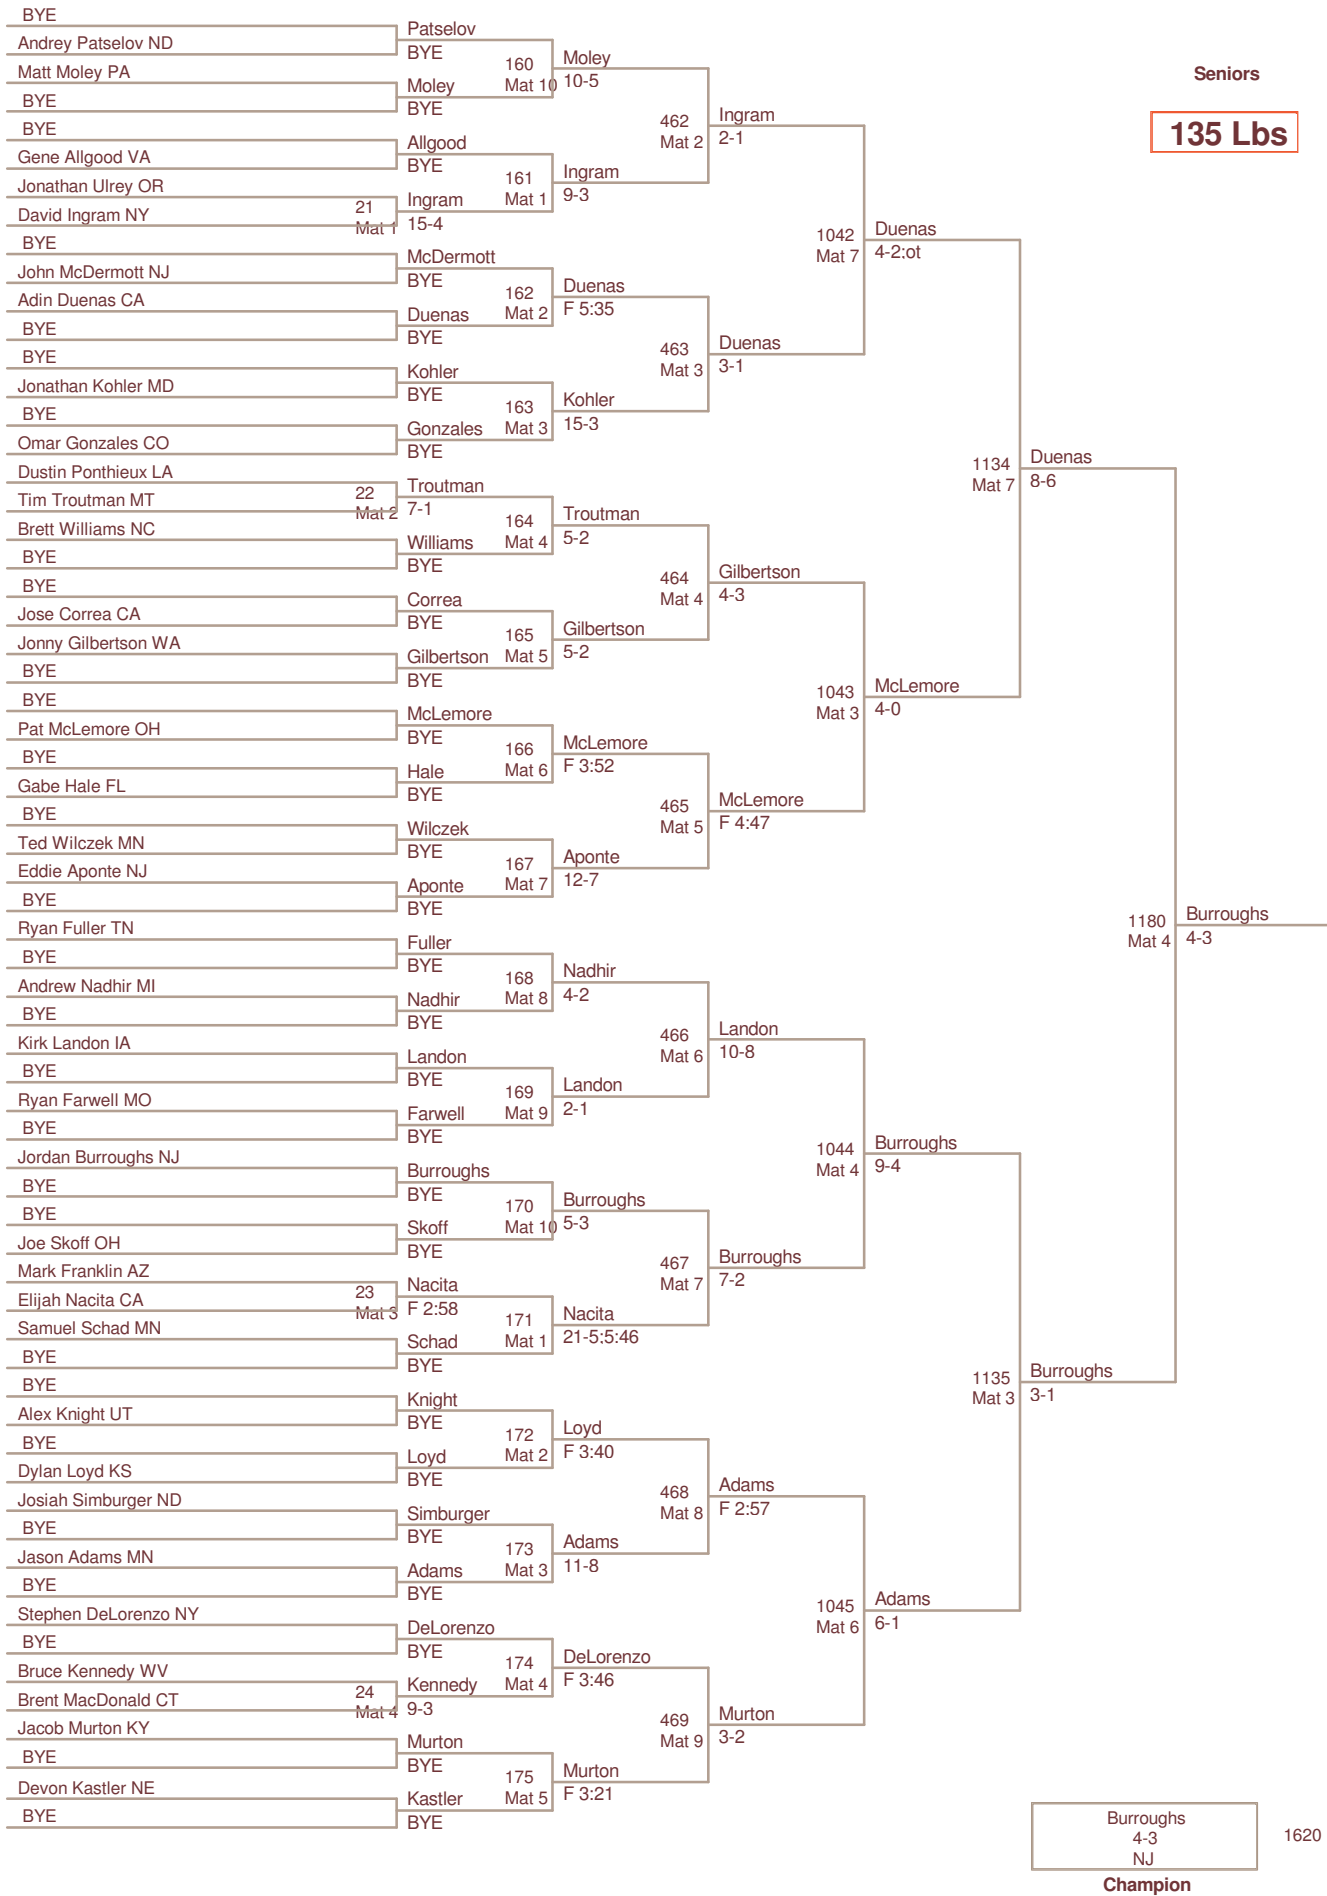 Seniors
135 Lbs
BYE
Andrey Patselov ND
Matt Moley PA
BYE
BYE
Gene Allgood VA
Jonathan Ulrey OR
David Ingram NY
BYE
John McDermott NJ
Adin Duenas CA
BYE
BYE
Jonathan Kohler MD
BYE
Omar Gonzales CO
Dustin Ponthieux LA
Tim Troutman MT
Brett Williams NC
BYE
BYE
Jose Correa CA
Jonny Gilbertson WA
BYE
BYE
Pat McLemore OH
BYE
Gabe Hale FL
BYE
Ted Wilczek MN
Eddie Aponte NJ
BYE
Ryan Fuller TN
BYE
Andrew Nadhir MI
BYE
Kirk Landon IA
BYE
Ryan Farwell MO
BYE
Jordan Burroughs NJ
BYE
BYE
Joe Skoff OH
Mark Franklin AZ
Elijah Nacita CA
Samuel Schad MN
BYE
BYE
Alex Knight UT
BYE
Dylan Loyd KS
Josiah Simburger ND
BYE
Jason Adams MN
BYE
Stephen DeLorenzo NY
BYE
Bruce Kennedy WV
Brent MacDonald CT
Jacob Murton KY
BYE
Devon Kastler NE
BYE
Patselov
BYE
Moley
BYE
Allgood
BYE
21
Mat 1
Ingram
15-4
McDermott
BYE
Duenas
BYE
Kohler
BYE
Gonzales
BYE
22
Mat 2
Troutman
7-1
Williams
BYE
Correa
BYE
Gilbertson
BYE
McLemore
BYE
Hale
BYE
Wilczek
BYE
Aponte
BYE
Fuller
BYE
Nadhir
BYE
Landon
BYE
Farwell
BYE
Burroughs
BYE
Skoff
BYE
23
Mat 3
Nacita
F 2:58
Schad
BYE
Knight
BYE
Loyd
BYE
Simburger
BYE
Adams
BYE
DeLorenzo
BYE
24
Mat 4
Kennedy
9-3
Murton
BYE
Kastler
BYE
160
Mat 10
Moley
10-5
161
Mat 1
Ingram
9-3
162
Mat 2
Duenas
F 5:35
163
Mat 3
Kohler
15-3
164
Mat 4
Troutman
5-2
165
Mat 5
Gilbertson
5-2
166
Mat 6
McLemore
F 3:52
167
Mat 7
Aponte
12-7
168
Mat 8
Nadhir
4-2
169
Mat 9
Landon
2-1
170
Mat 10
Burroughs
5-3
171
Mat 1
Nacita
21-5:5:46
172
Mat 2
Loyd
F 3:40
173
Mat 3
Adams
11-8
174
Mat 4
DeLorenzo
F 3:46
175
Mat 5
Murton
F 3:21
462
Mat 2
Ingram
2-1
463
Mat 3
Duenas
3-1
464
Mat 4
Gilbertson
4-3
465
Mat 5
McLemore
F 4:47
466
Mat 6
Landon
10-8
467
Mat 7
Burroughs
7-2
468
Mat 8
Adams
F 2:57
469
Mat 9
Murton
3-2
1042
Mat 7
Duenas
4-2:ot
1043
Mat 3
McLemore
4-0
1044
Mat 4
Burroughs
9-4
1045
Mat 6
Adams
6-1
1134
Mat 7
Duenas
8-6
1135
Mat 3
Burroughs
3-1
1180
Mat 4
Burroughs
4-3
Burroughs
4-3
NJ
1620
Champion